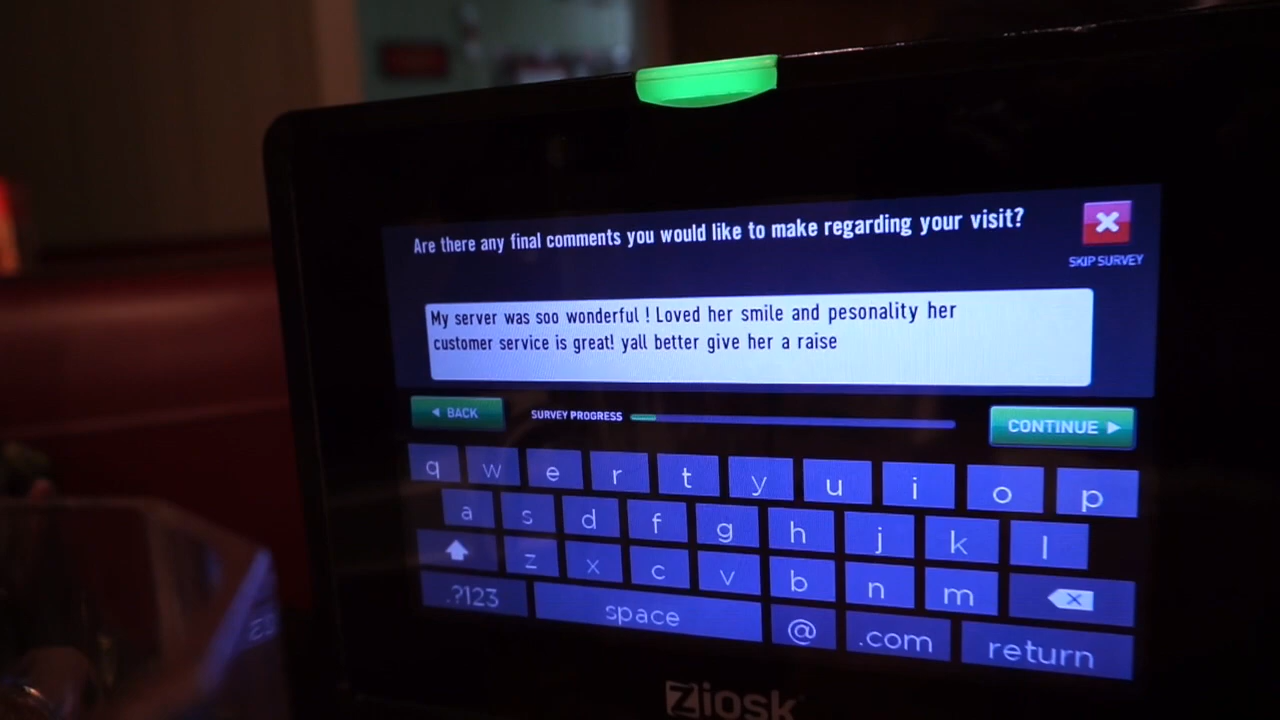 Are there any final comments you would like to make regarding your visit?
SKIP SURVEY
My server was soo wonderful ! Loved her smile and pesonality her
customer service is great! yall better give her a raise
BACK
SURVEY PROGRESS
CONTINUE
q w e r t y u i o p
a s d f g h j k l
z x c v b n m
.?123 space @ .com return
Ziosk